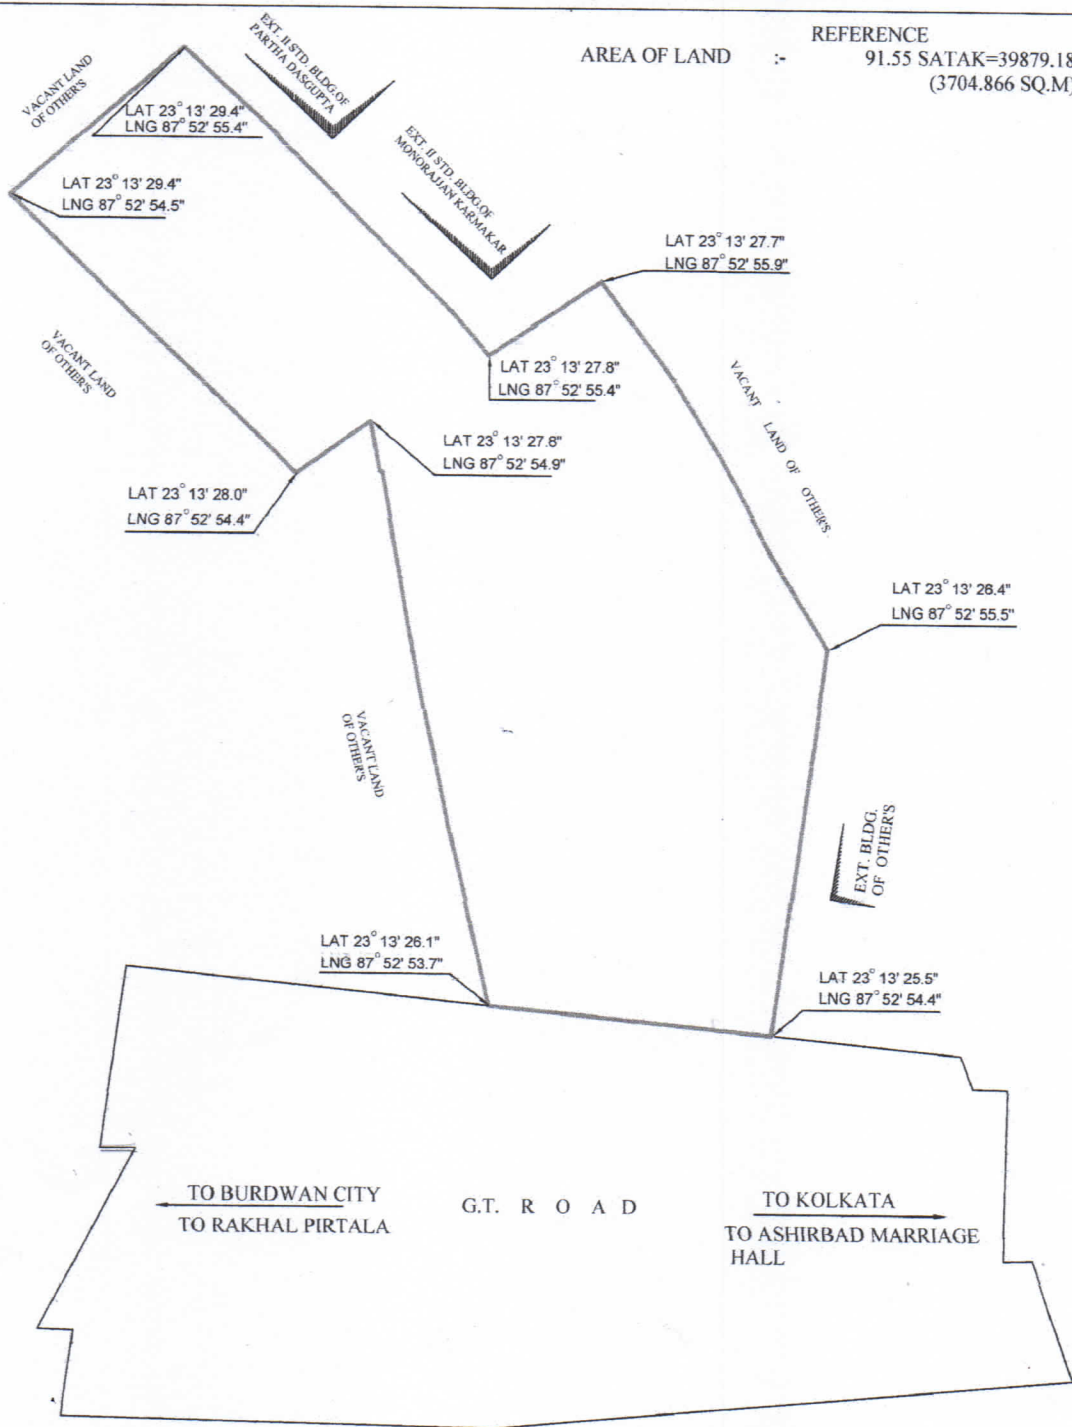 REFERENCE
AREA OF LAND :- 91.55 SATAK=39879.18
(3704.866 SQ.M)
EXT. II STD. BLDG.OF
PARTHA DASGUPTA
VACANT LAND
OF OTHER'S
LAT 23° 13' 29.4"
LNG 87° 52' 55.4"
EXT. II STD. BLDG.OF
MONORAJJAN KARMAKAR
LAT 23° 13' 29.4"
LNG 87° 52' 54.5"
LAT 23° 13' 27.7"
LNG 87° 52' 55.9"
VACANT LAND
OF OTHER'S
LAT 23° 13' 27.8"
LNG 87° 52' 55.4"
VACANT LAND OF OTHER'S
LAT 23° 13' 27.8"
LNG 87° 52' 54.9"
LAT 23° 13' 28.0"
LNG 87° 52' 54.4"
LAT 23° 13' 26.4"
LNG 87° 52' 55.5"
VACANT LAND
OF OTHER'S
EXT. BLDG.
OF OTHER'S
LAT 23° 13' 26.1"
LNG 87° 52' 53.7"
LAT 23° 13' 25.5"
LNG 87° 52' 54.4"
TO BURDWAN CITY
TO RAKHAL PIRTALA
G.T. R O A D
TO KOLKATA
TO ASHIRBAD MARRIAGE
HALL